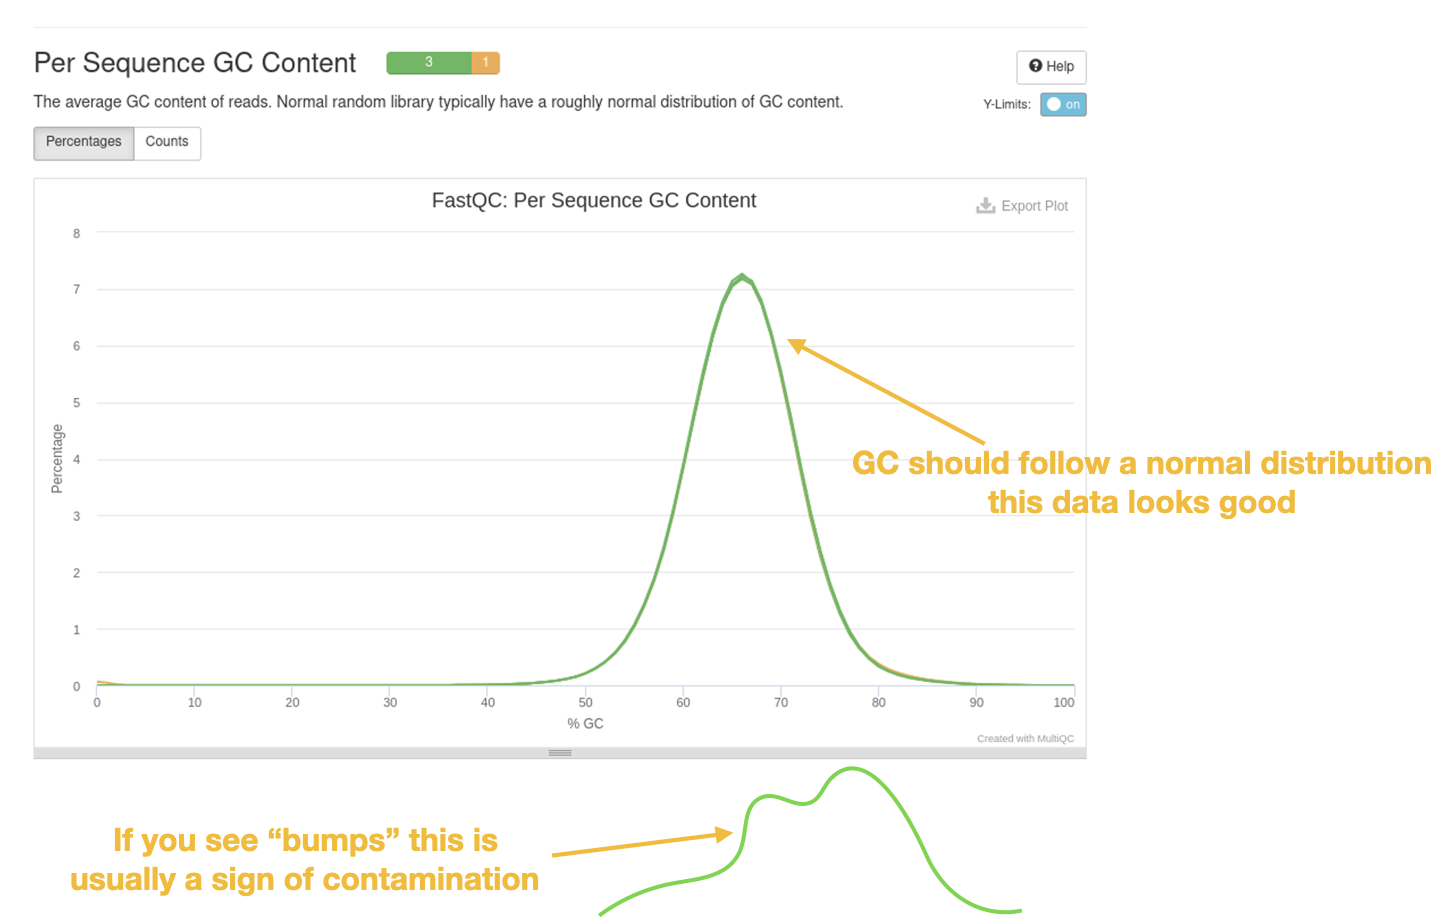 Per Sequence GC Content 3 1
Help
The average GC content of reads. Normal random library typically have a roughly normal distribution of GC content.
Y-Limits: on
Percentages Counts
FastQC: Per Sequence GC Content
Export Plot
8
7
6
5
4
3
2
1
0
Percentage
0 10 20 30 40 50 60 70 80 90 100
% GC
Created with MultiQC
GC should follow a normal distribution
this data looks good
If you see “bumps” this is
usually a sign of contamination